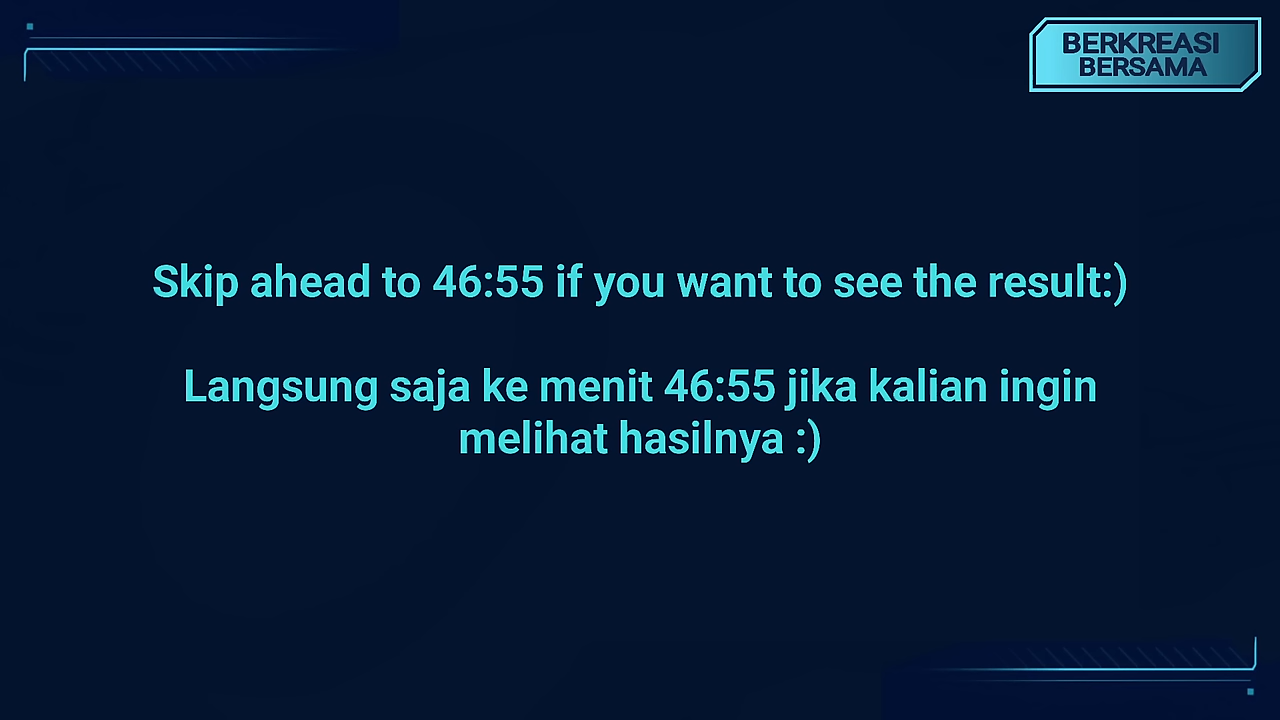 BERKREASI
BERSAMA
Skip ahead to 46:55 if you want to see the result:)
Langsung saja ke menit 46:55 jika kalian ingin
melihat hasilnya :)